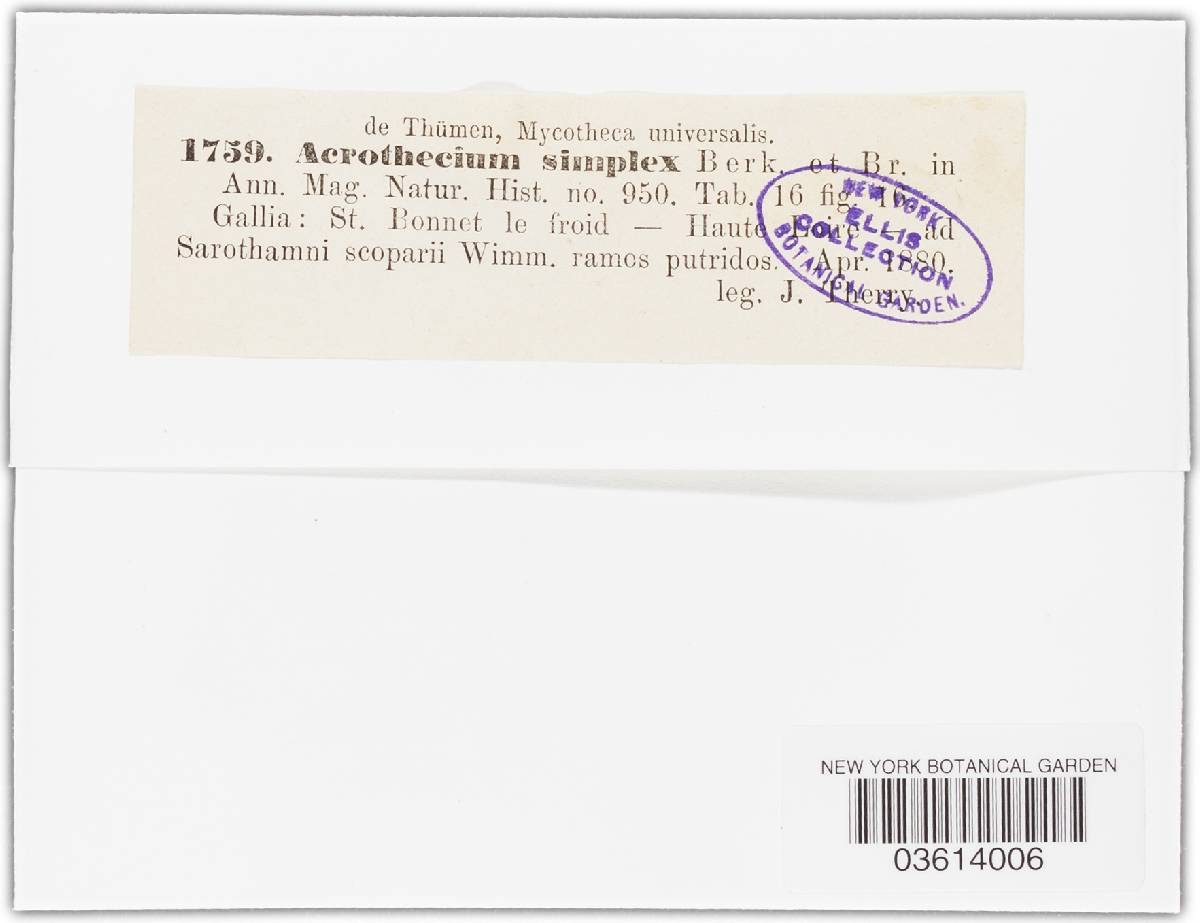 de Thümen, Mycotheca universalis.
1759. Acrothecium simplex Berk. et Br. in
Ann. Mag. Natur. Hist. no. 950. Tab. 16 fig. 16.
Gallia: St. Bonnet le froid — Haute Loire — ad
Sarothamni scoparii Wimm. ramos putridos. Apr. 1880.
leg. J. Therry.
NEW YORK
ELLIS
COLLECTION
BOTANICAL GARDEN.
NEW YORK BOTANICAL GARDEN
03614006